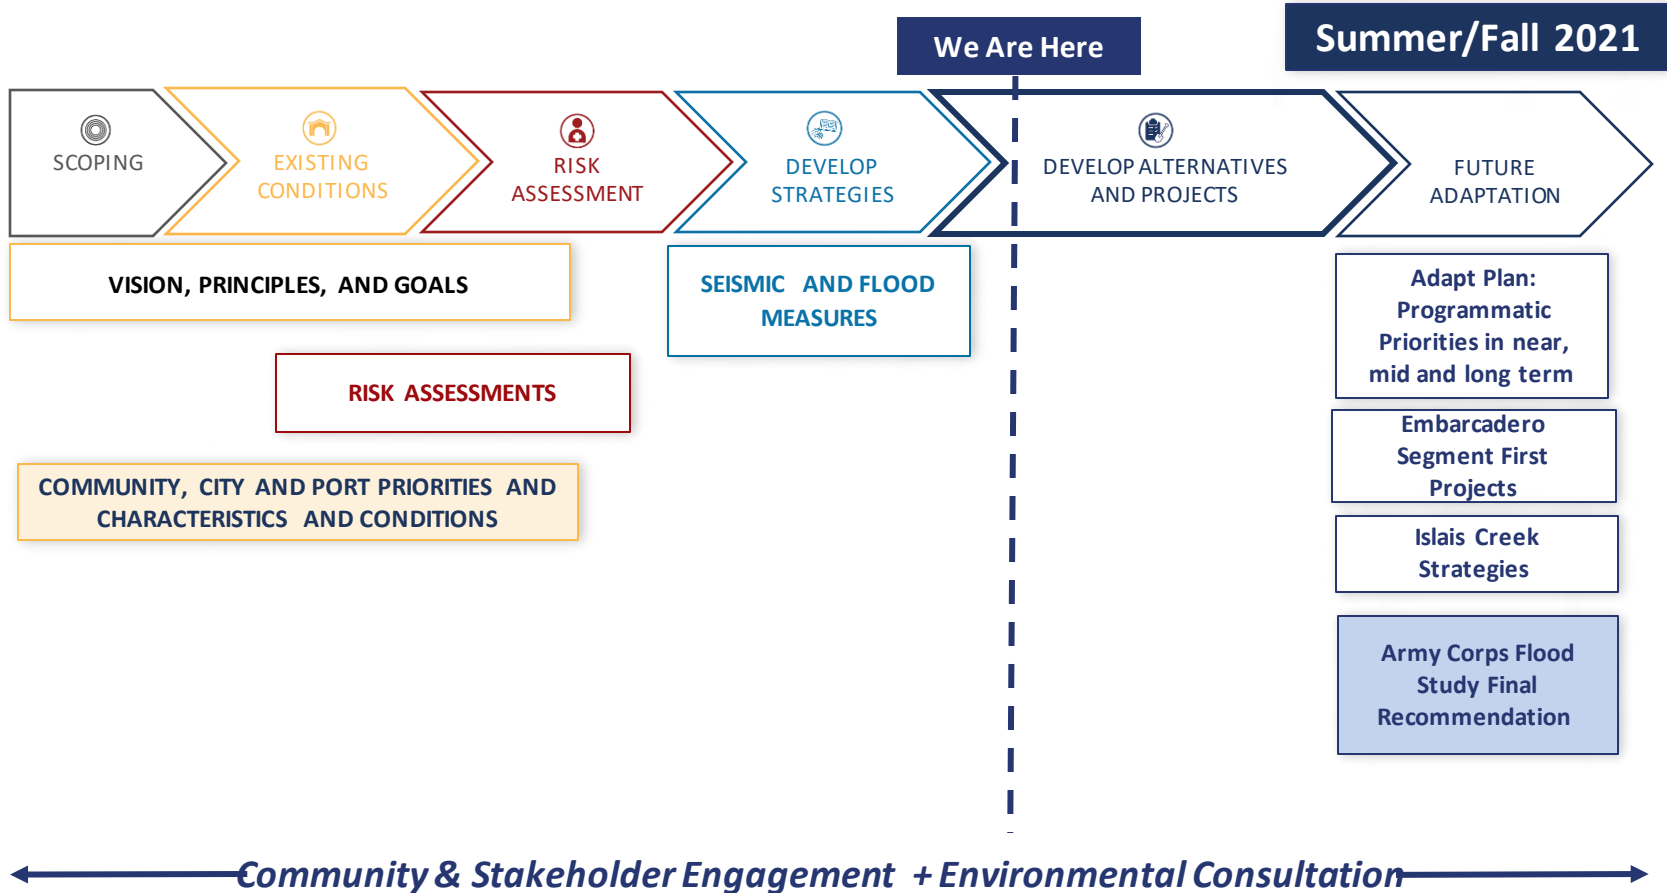 We Are Here
Summer/Fall 2021
SCOPING
EXISTING
CONDITIONS
RISK
ASSESSMENT
DEVELOP
STRATEGIES
DEVELOP ALTERNATIVES
AND PROJECTS
FUTURE
ADAPTATION
VISION, PRINCIPLES, AND GOALS
RISK ASSESSMENTS
COMMUNITY, CITY AND PORT PRIORITIES AND
CHARACTERISTICS AND CONDITIONS
SEISMIC AND FLOOD
MEASURES
Adapt Plan:
Programmatic
Priorities in near,
mid and long term
Embarcadero
Segment First
Projects
Islais Creek
Strategies
Army Corps Flood
Study Final
Recommendation
Community & Stakeholder Engagement + Environmental Consultation